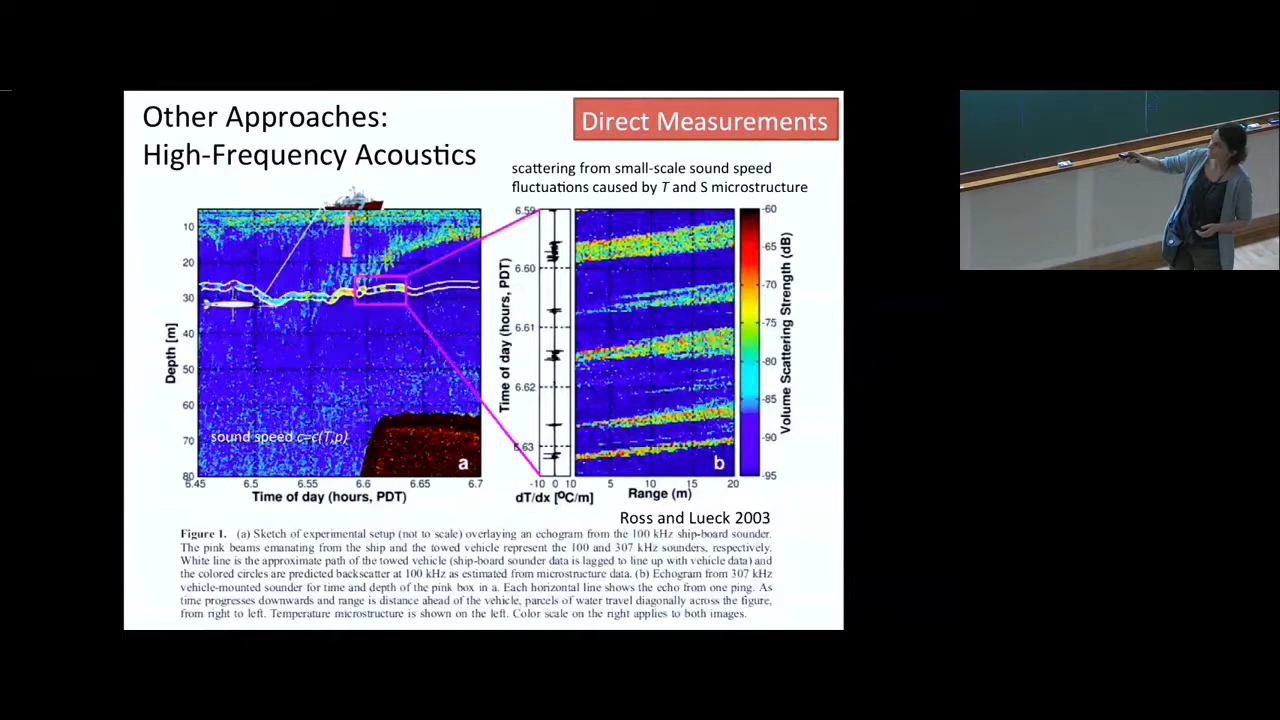 Other Approaches:
High-Frequency Acoustics
Direct Measurements
scattering from small-scale sound speed
fluctuations caused by T and S microstructure
10
20
30
40
50
60
70
80
Depth [m]
sound speed c=c(T,p)
a
6.45
6.5
6.55
6.6
6.65
6.7
Time of day (hours, PDT)
6.59
6.60
6.61
6.62
6.63
Time of day (hours, PDT)
-10 0 10
dT/dx [ºC/m]
b
5
10
15
20
Range (m)
-60
-65
-70
-75
-80
-85
-90
-95
Volume Scattering Strength (dB)
Ross and Lueck 2003
Figure 1. (a) Sketch of experimental setup (not to scale) overlaying an echogram from the 100 kHz ship-board sounder.
The pink beams emanating from the ship and the towed vehicle represent the 100 and 307 kHz sounders, respectively.
White line is the approximate path of the towed vehicle (ship-board sounder data is lagged to line up with vehicle data) and
the colored circles are predicted backscatter at 100 kHz as estimated from microstructure data. (b) Echogram from 307 kHz
vehicle-mounted sounder for time and depth of the pink box in a. Each horizontal line shows the echo from one ping. As
time progresses downwards and range is distance ahead of the vehicle, parcels of water travel diagonally across the figure,
from right to left. Temperature microstructure is shown on the left. Color scale on the right applies to both images.